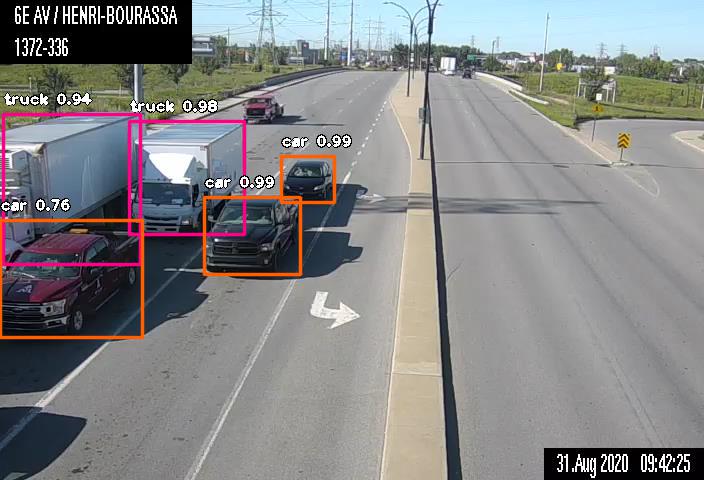 6E AV / HENRI-BOURASSA
1372-336
truck 0.94
truck 0.98
car 0.99
car 0.99
car 0.76
31.Aug 2020 09:42:25